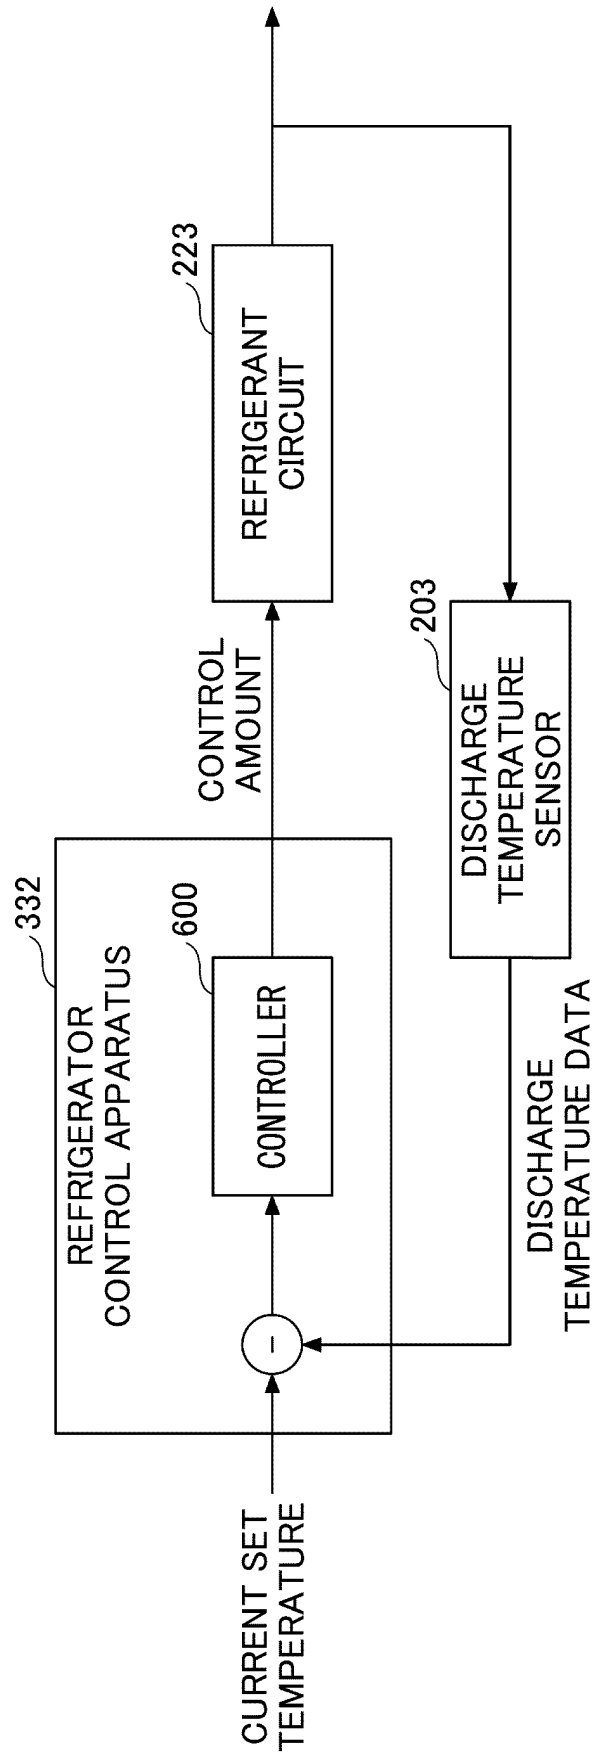 CURRENT SET
TEMPERATURE
332
REFRIGERATOR
CONTROL APPARATUS
-
600
CONTROLLER
CONTROL
AMOUNT
223
REFRIGERANT
CIRCUIT
203
DISCHARGE
TEMPERATURE
SENSOR
DISCHARGE
TEMPERATURE DATA